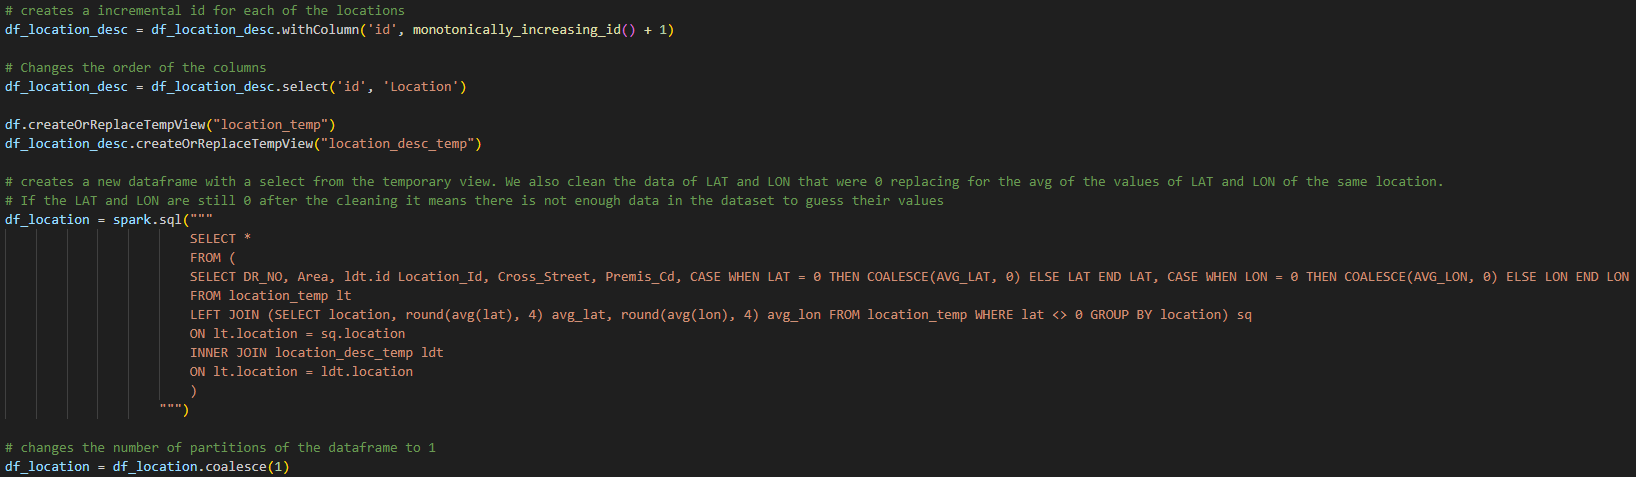 # creates a incremental id for each of the locations
df_location_desc = df_location_desc.withColumn('id', monotonically_increasing_id() + 1)
# Changes the order of the columns
df_location_desc = df_location_desc.select('id', 'Location')
df.createOrReplaceTempView("location_temp")
df_location_desc.createOrReplaceTempView("location_desc_temp")
# creates a new dataframe with a select from the temporary view. We also clean the data of LAT and LON that were 0 replacing for the avg of the values of LAT and LON of the same location.
# If the LAT and LON are still 0 after the cleaning it means there is not enough data in the dataset to guess their values
df_location = spark.sql("""
SELECT *
FROM (
SELECT DR_NO, Area, ldt.id Location_Id, Cross_Street, Premis_Cd, CASE WHEN LAT = 0 THEN COALESCE(AVG_LAT, 0) ELSE LAT END LAT, CASE WHEN LON = 0 THEN COALESCE(AVG_LON, 0) ELSE LON END LON
FROM location_temp lt
LEFT JOIN (SELECT location, round(avg(lat), 4) avg_lat, round(avg(lon), 4) avg_lon FROM location_temp WHERE lat <> 0 GROUP BY location) sq
ON lt.location = sq.location
INNER JOIN location_desc_temp ldt
ON lt.location = ldt.location
)
""")
# changes the number of partitions of the dataframe to 1
df_location = df_location.coalesce(1)